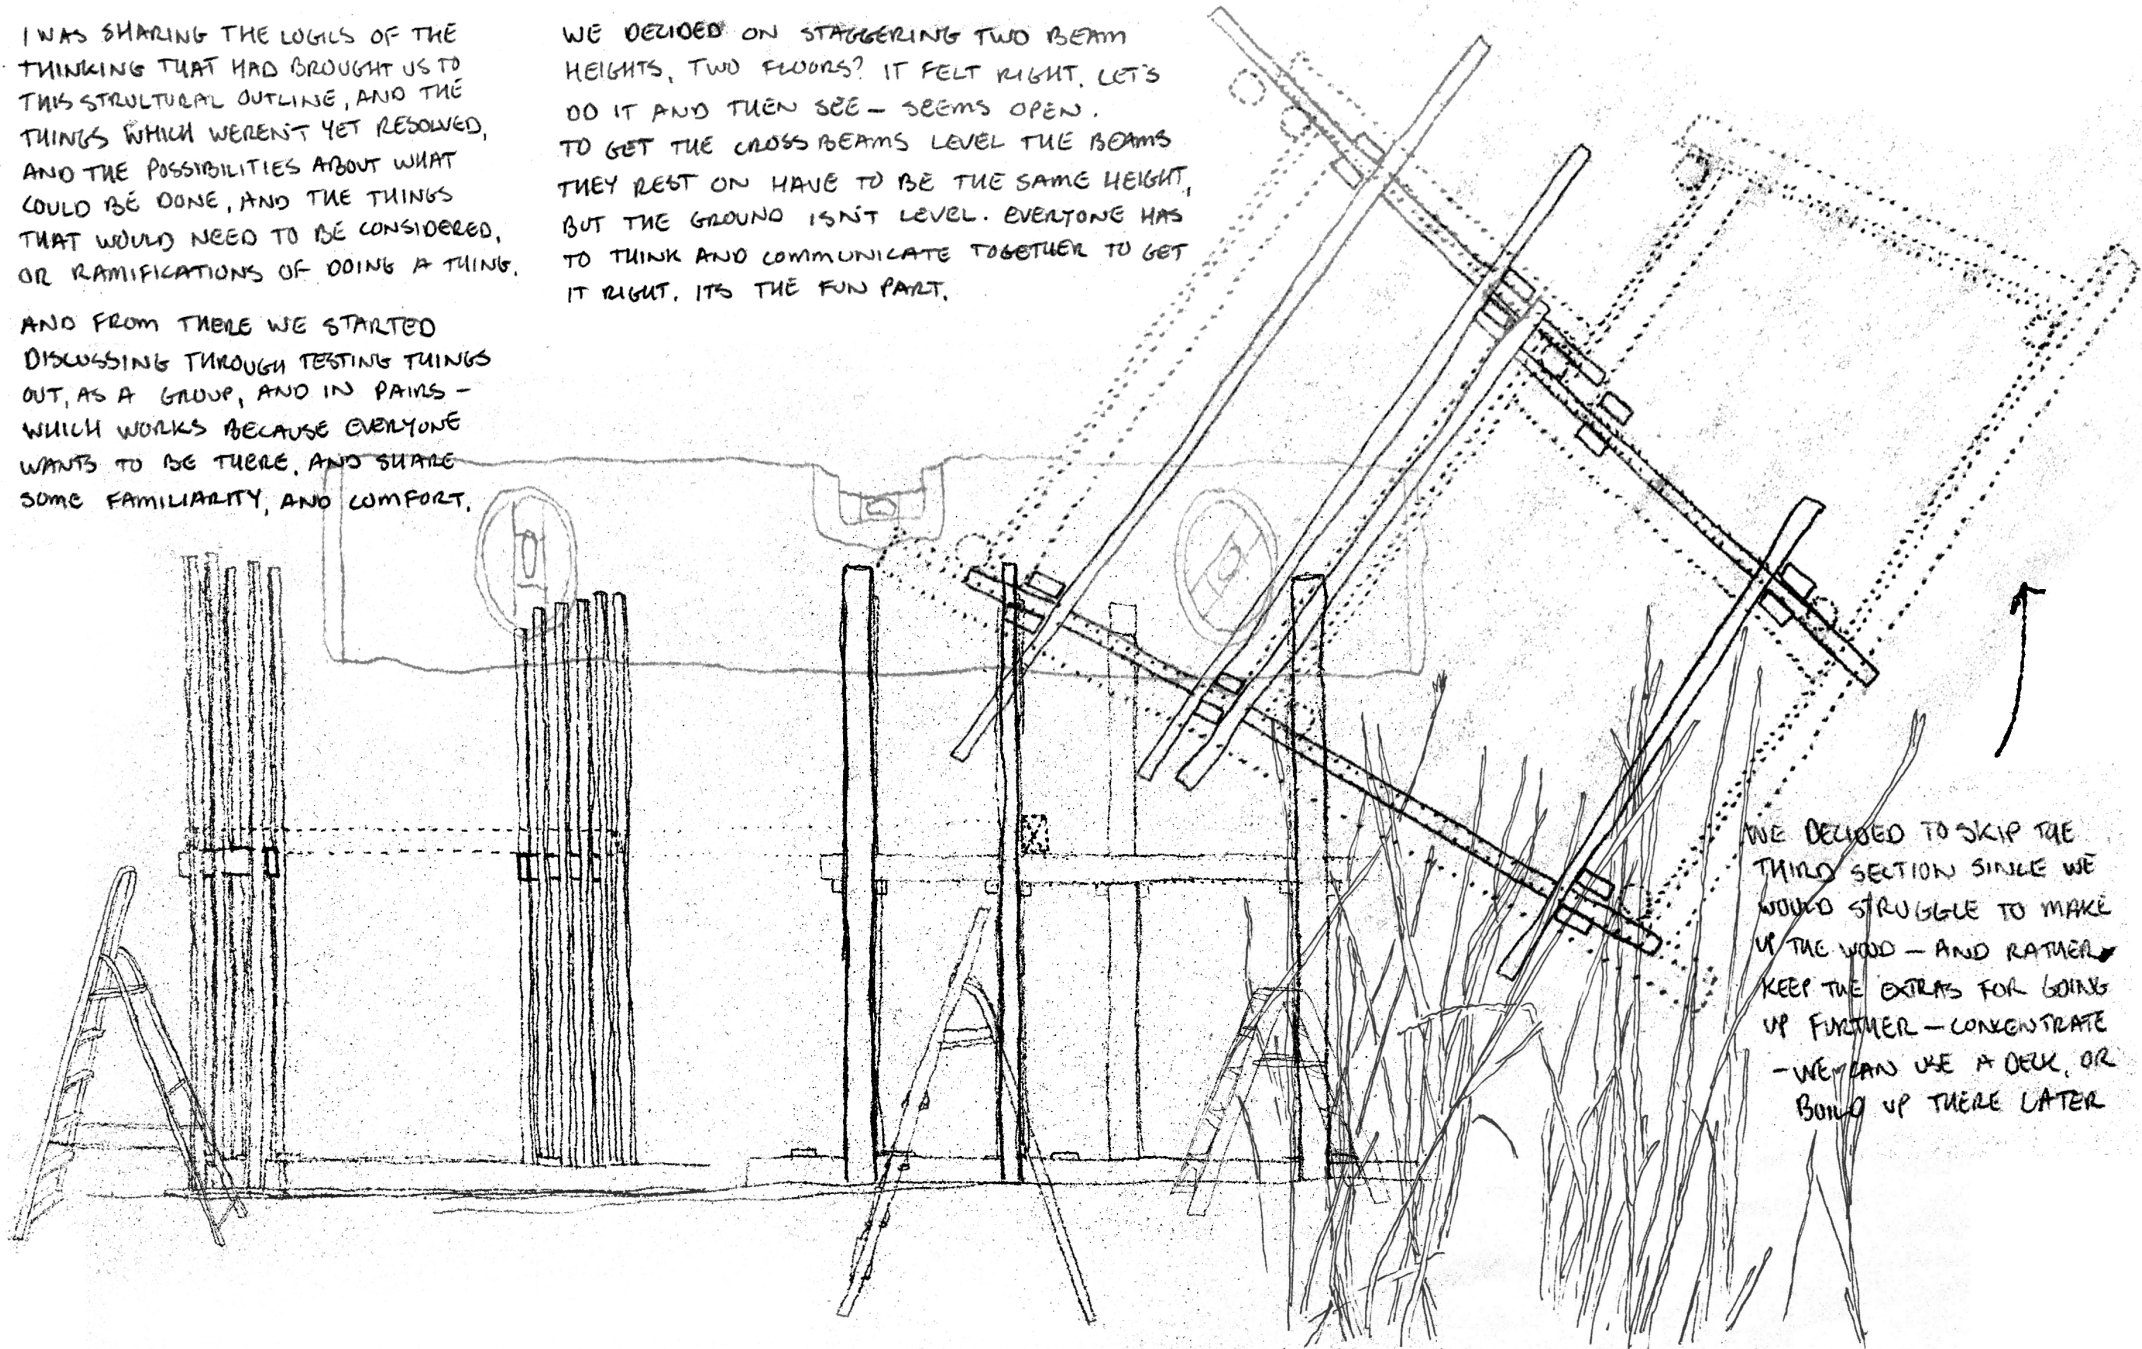 I WAS SHARING THE LOGICS OF THE
THINKING THAT HAD BROUGHT US TO
THIS STRUCTURAL OUTLINE, AND THE
THINGS WHICH WEREN'T YET RESOLVED,
AND THE POSSIBILITIES ABOUT WHAT
COULD BE DONE, AND THE THINGS
THAT WOULD NEED TO BE CONSIDERED,
OR RAMIFICATIONS OF DOING A THING.
AND FROM THERE WE STARTED
DISCUSSING THROUGH TESTING THINGS
OUT, AS A GROUP, AND IN PAIRS –
WHICH WORKS BECAUSE EVERYONE
WANTS TO BE THERE. AND SHARE
SOME FAMILIARITY, AND COMFORT.
WE DECIDED ON STAGGERING TWO BEAM
HEIGHTS, TWO FLOORS? IT FELT RIGHT. LET'S
DO IT AND THEN SEE – SEEMS OPEN.
TO GET THE CROSS BEAMS LEVEL THE BEAMS
THEY REST ON HAVE TO BE THE SAME HEIGHT,
BUT THE GROUND ISN'T LEVEL. EVERYONE HAS
TO THINK AND COMMUNICATE TOGETHER TO GET
IT RIGHT. ITS THE FUN PART.
WE DECIDED TO SKIP THE
THIRD SECTION SINCE WE
WOULD STRUGGLE TO MAKE
UP THE WOOD – AND RATHER
KEEP THE EXTRAS FOR GOING
UP FURTHER – CONCENTRATE
– WE CAN USE A DECK, OR
BUILD UP THERE LATER